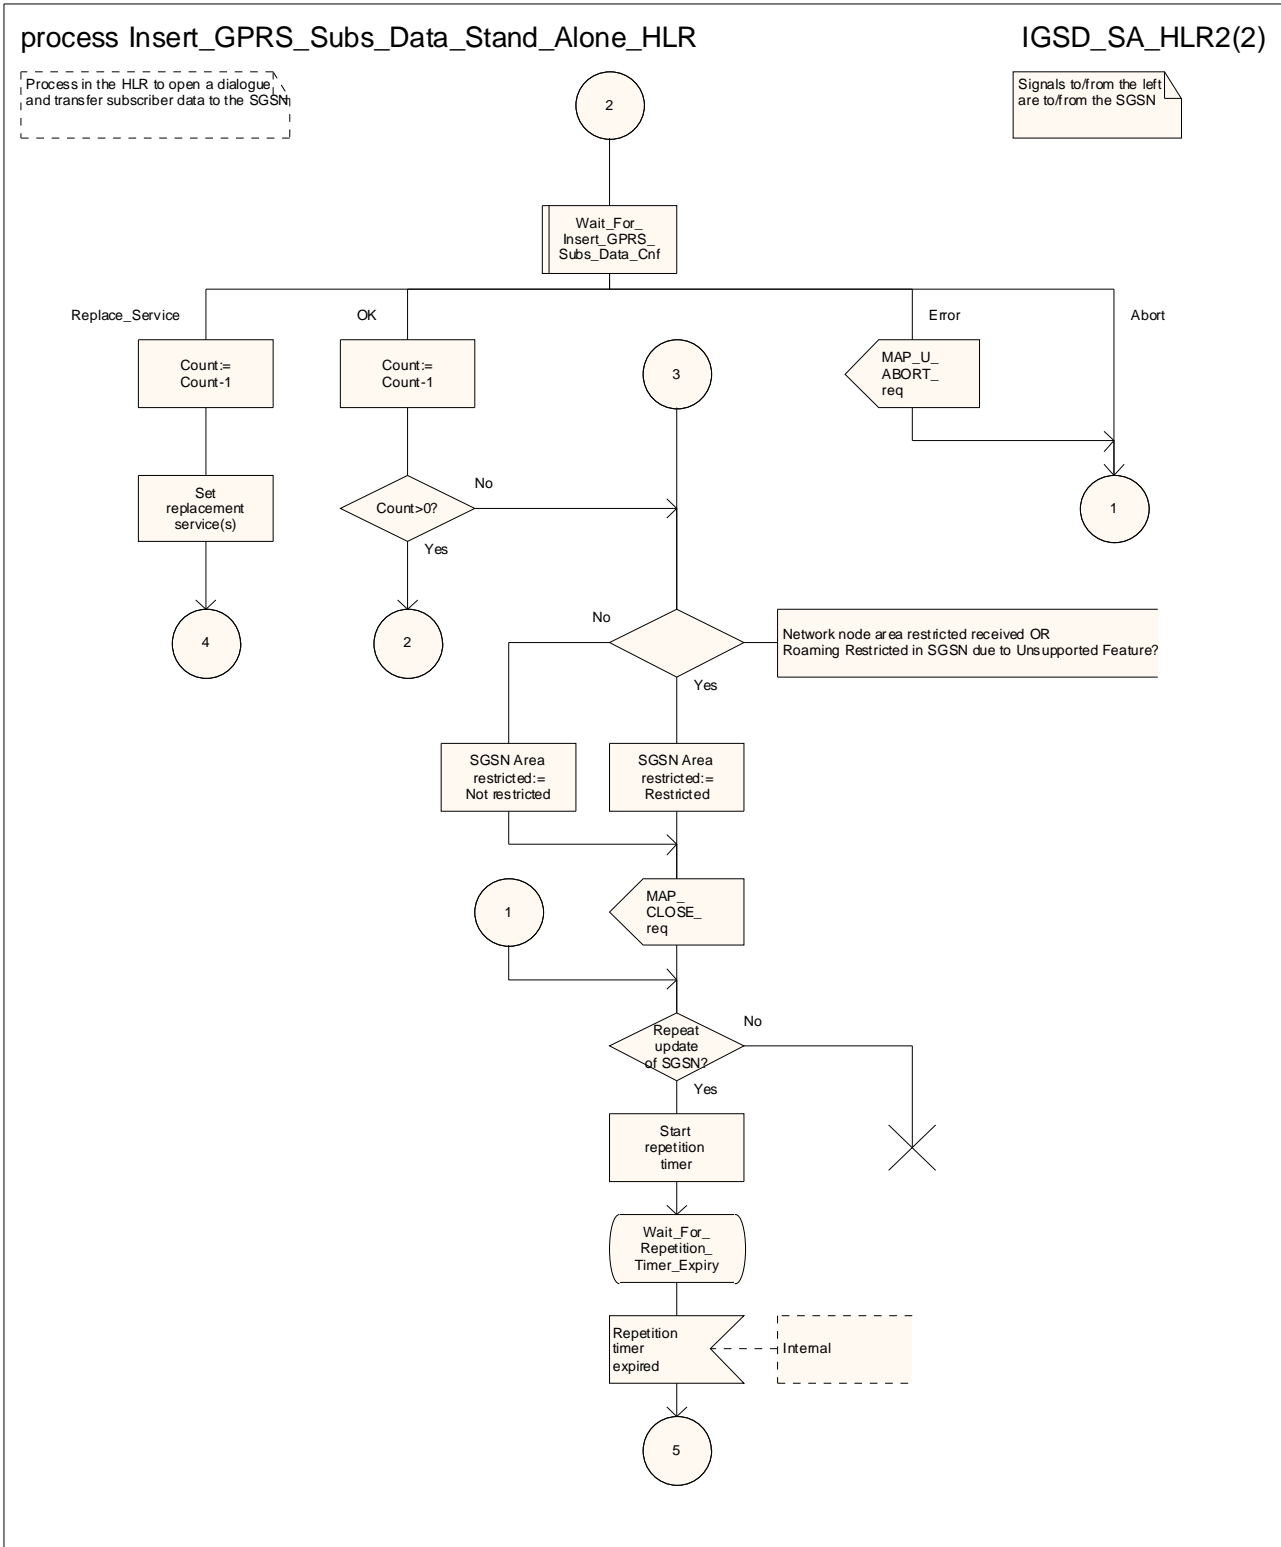 process Insert_GPRS_Subs_Data_Stand_Alone_HLR
IGSD_SA_HLR2(2)
Process in the HLR to open a dialogue
and transfer subscriber data to the SGSN
2
Signals to/from the left
are to/from the SGSN
Wait_For_
Insert_GPRS_
Subs_Data_Cnf
Replace_Service
OK
Error
Abort
Count:=
Count-1
Count:=
Count-1
3
MAP_U_
ABORT_
req
Set
replacement
service(s)
Count>0?
No
Yes
1
4
2
No
Yes
Network node area restricted received OR
Roaming Restricted in SGSN due to Unsupported Feature?
SGSN Area
restricted:=
Not restricted
SGSN Area
restricted:=
Restricted
1
MAP_
CLOSE_
req
Repeat
update
of SGSN?
No
Yes
Start
repetition
timer
Wait_For_
Repetition_
Timer_Expiry
Repetition
timer
expired
Internal
5